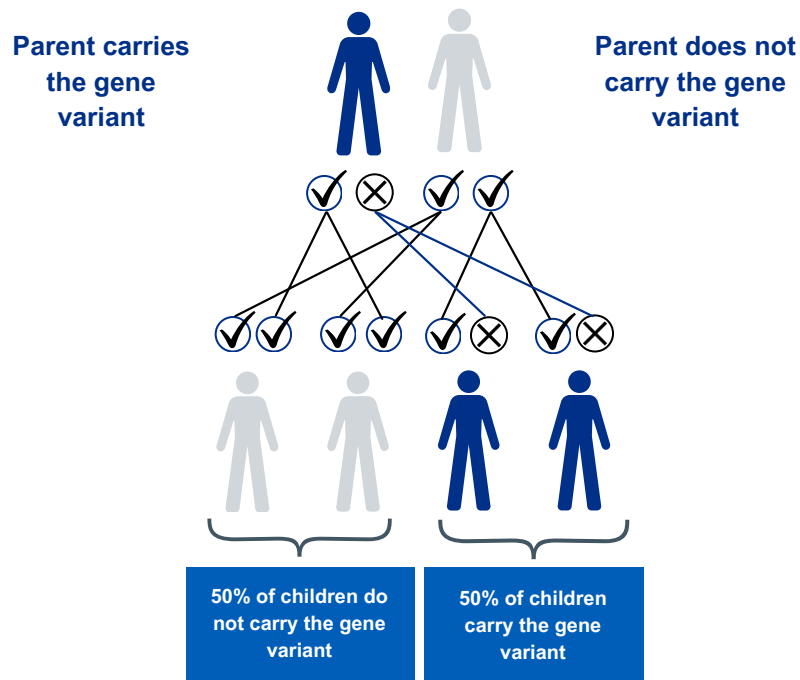 Parent carries
the gene
variant
Parent does not
carry the gene
variant
50% of children do
not carry the gene
variant
50% of children
carry the gene
variant